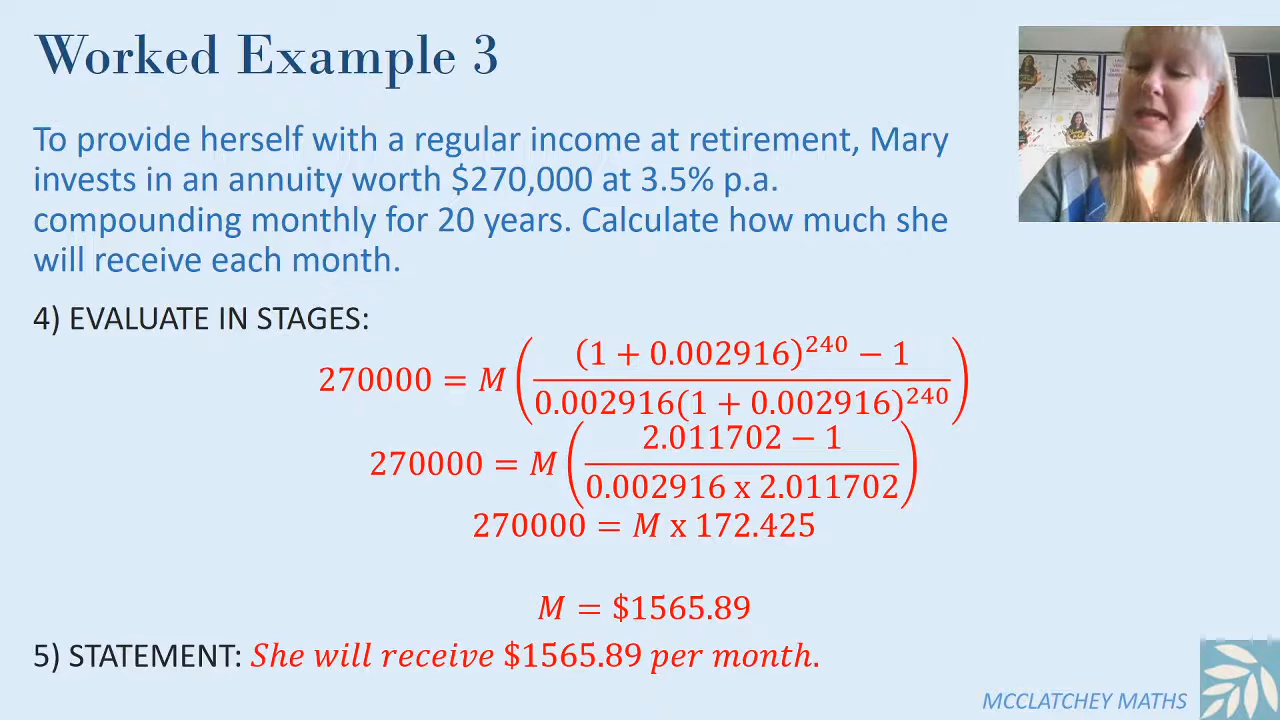 Worked Example 3
To provide herself with a regular income at retirement, Mary
invests in an annuity worth $270,000 at 3.5% p.a.
compounding monthly for 20 years. Calculate how much she
will receive each month.
4) EVALUATE IN STAGES:
270000 = M ( (1 + 0.002916)^240 − 1 / 0.002916(1 + 0.002916)^240 )
270000 = M ( 2.011702 − 1 / 0.002916 x 2.011702 )
270000 = M x 172.425
M = $1565.89
5) STATEMENT: She will receive $1565.89 per month.
MCCLATCHEY MATHS